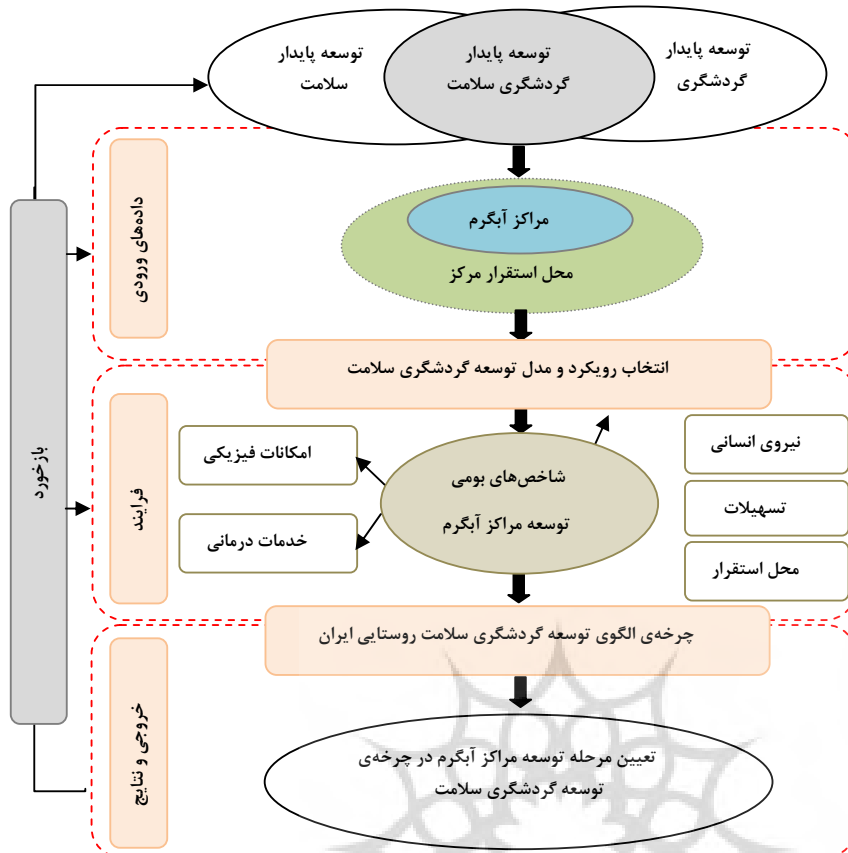 توسعه پایدار
گردشگری
توسعه پایدار
گردشگری سلامت
توسعه پایدار
سلامت
داده‌های ورودی
مراکز آبگرم
محل استقرار مرکز
انتخاب رویکرد و مدل توسعه گردشگری سلامت
بازخورد
فرایند
نیروی انسانی
تسهیلات
محل استقرار
شاخص‌های بومی
توسعه مراکز آبگرم
امکانات فیزیکی
خدمات درمانی
چرخه‌ی الگوی توسعه گردشگری سلامت روستایی ایران
خروجی و نتایج
تعیین مرحله توسعه مراکز آبگرم در چرخه‌ی
توسعه گردشگری سلامت